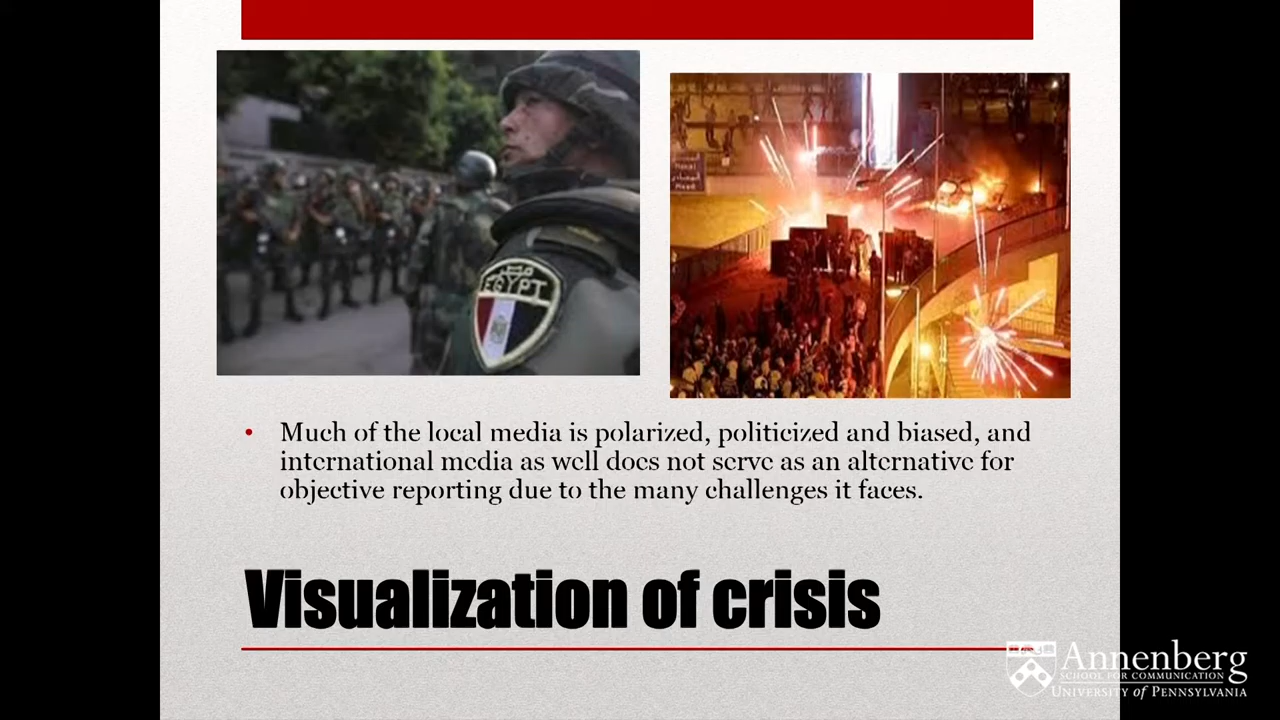 EGYPT
Much of the local media is polarized, politicized and biased, and
international media as well does not serve as an alternative for
objective reporting due to the many challenges it faces.
Visualization of crisis
Annenberg
SCHOOL FOR COMMUNICATION
UNIVERSITY of PENNSYLVANIA